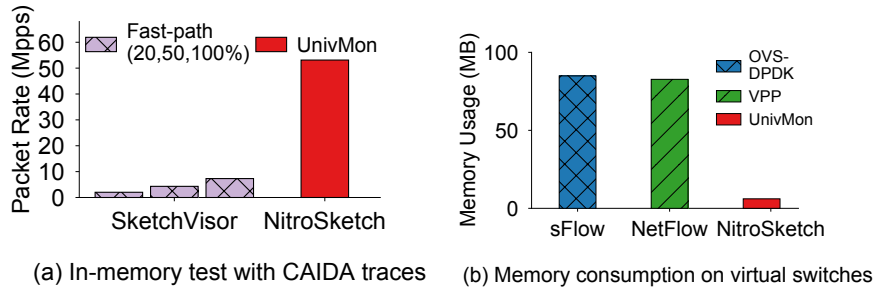 Packet Rate (Mpps)
60
50
40
30
20
10
0
Fast-path
(20,50,100%)
UnivMon
SketchVisor
NitroSketch
(a) In-memory test with CAIDA traces
Memory Usage (MB)
100
50
0
OVS-
DPDK
VPP
UnivMon
sFlow
NetFlow
NitroSketch
(b) Memory consumption on virtual switches